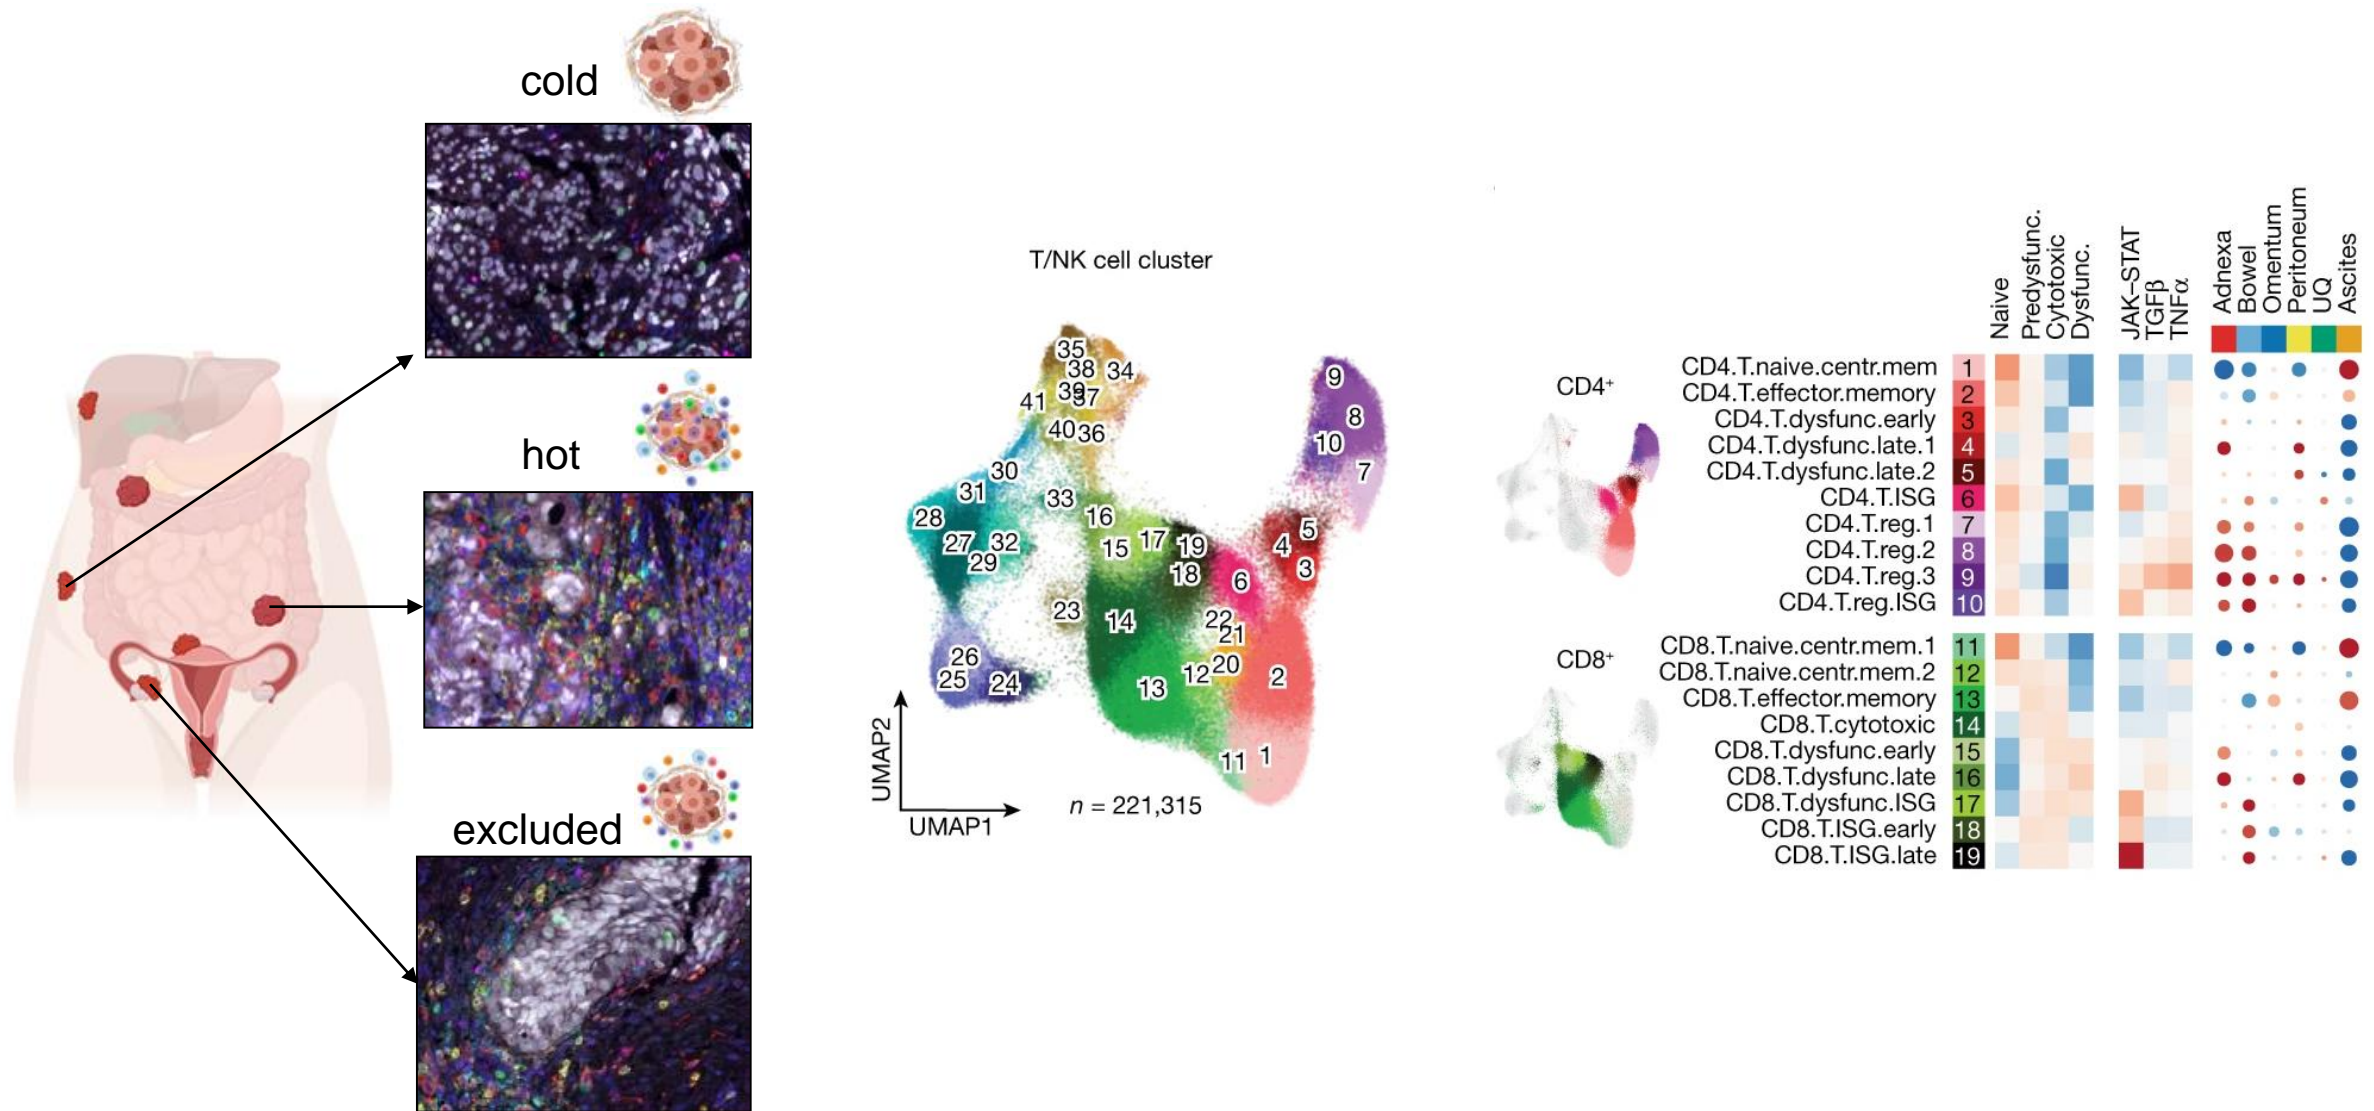 cold
hot
excluded
T/NK cell cluster
35
38
34
39
37
41
40
36
30
33
31
28
27
32
29
16
15
17
19
18
5
4
3
6
9
8
10
7
23
14
22
21
26
25
24
12
20
13
2
11
1
UMAP2
UMAP1
n = 221,315
CD4⁺
CD8⁺
Naive
Predysfunc.
Cytotoxic
Dysfunc.
JAK–STAT
TGFβ
TNFα
Adnexa
Bowel
Omentum
Peritoneum
UQ
Ascites
CD4.T.naive.centr.mem 1
CD4.T.effector.memory 2
CD4.T.dysfunc.early 3
CD4.T.dysfunc.late.1 4
CD4.T.dysfunc.late.2 5
CD4.T.ISG 6
CD4.T.reg.1 7
CD4.T.reg.2 8
CD4.T.reg.3 9
CD4.T.reg.ISG 10
CD8.T.naive.centr.mem.1 11
CD8.T.naive.centr.mem.2 12
CD8.T.effector.memory 13
CD8.T.cytotoxic 14
CD8.T.dysfunc.early 15
CD8.T.dysfunc.late 16
CD8.T.dysfunc.ISG 17
CD8.T.ISG.early 18
CD8.T.ISG.late 19